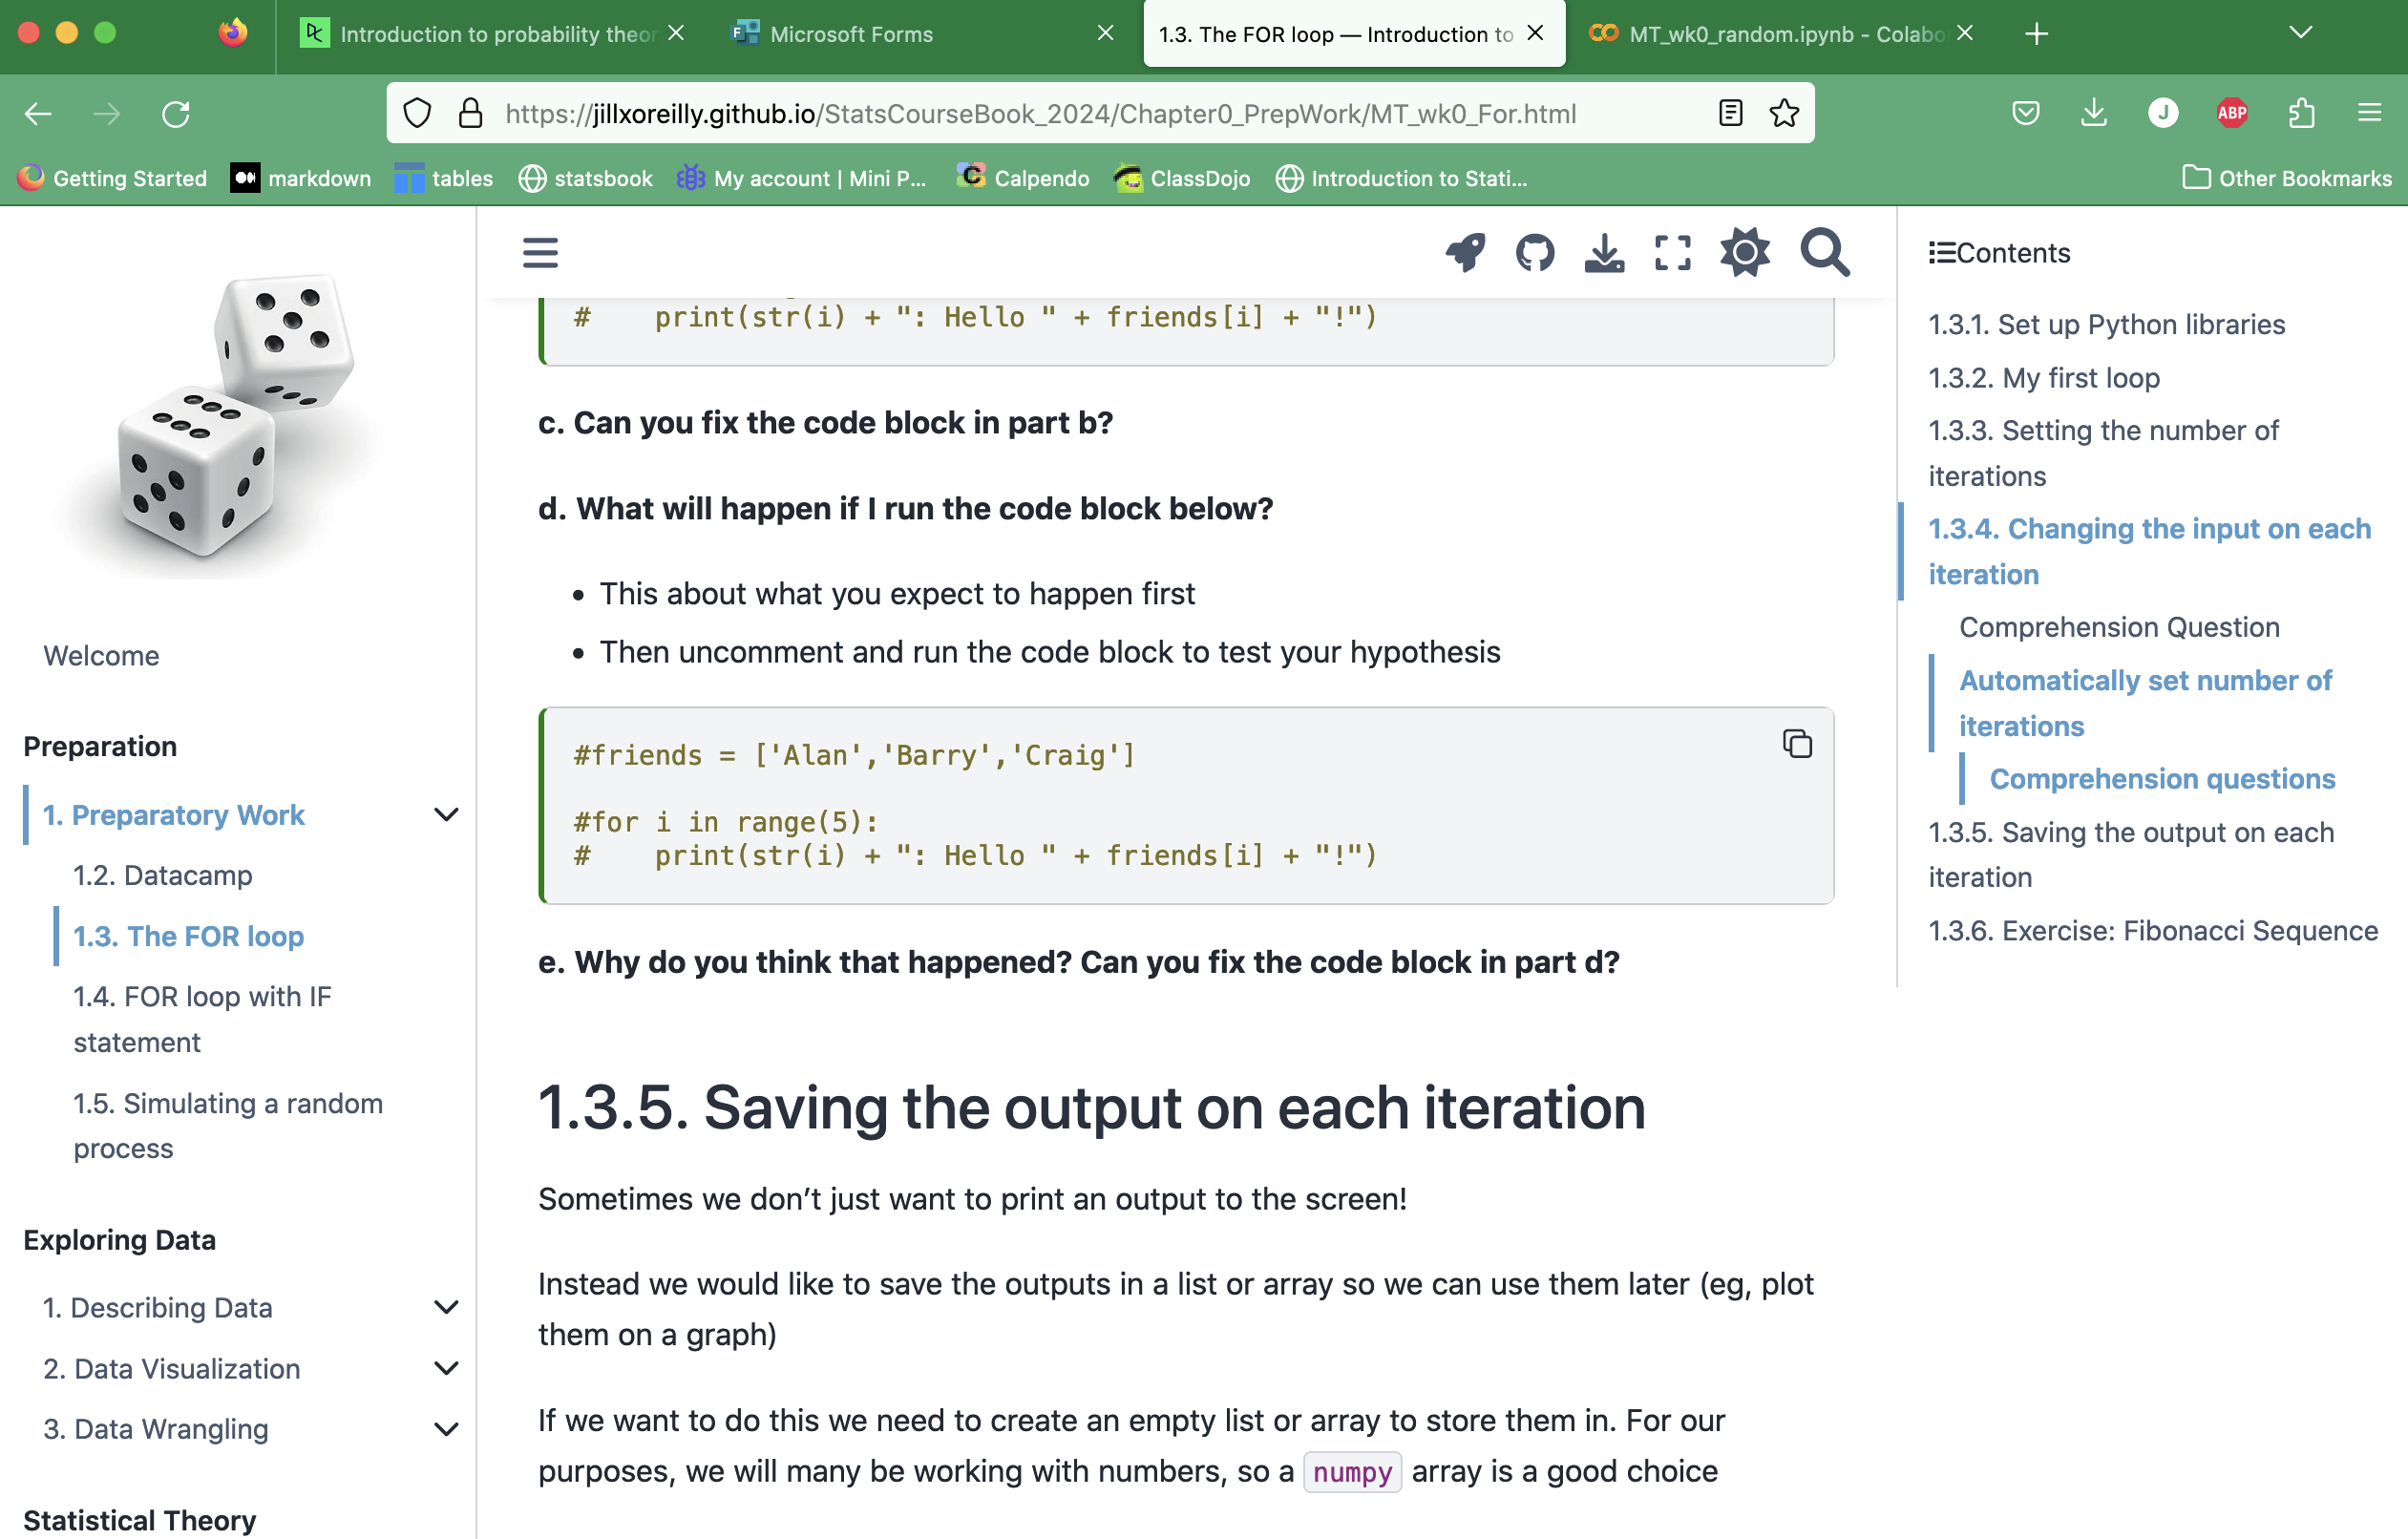 Introduction to probability theor
Microsoft Forms
1.3. The FOR loop — Introduction to
MT_wk0_random.ipynb - Colabo
https://jillxoreilly.github.io/StatsCourseBook_2024/Chapter0_PrepWork/MT_wk0_For.html
J
ABP
Getting Started
markdown
tables
statsbook
My account | Mini P...
Calpendo
ClassDojo
Introduction to Stati...
Other Bookmarks
Welcome
Preparation
1. Preparatory Work
1.2. Datacamp
1.3. The FOR loop
1.4. FOR loop with IF
statement
1.5. Simulating a random
process
Exploring Data
1. Describing Data
2. Data Visualization
3. Data Wrangling
Statistical Theory
#    print(str(i) + ": Hello " + friends[i] + "!")
c. Can you fix the code block in part b?
d. What will happen if I run the code block below?
• This about what you expect to happen first
• Then uncomment and run the code block to test your hypothesis
#friends = ['Alan','Barry','Craig']
#for i in range(5):
#    print(str(i) + ": Hello " + friends[i] + "!")
e. Why do you think that happened? Can you fix the code block in part d?
1.3.5. Saving the output on each iteration
Sometimes we don’t just want to print an output to the screen!
Instead we would like to save the outputs in a list or array so we can use them later (eg, plot
them on a graph)
If we want to do this we need to create an empty list or array to store them in. For our
purposes, we will many be working with numbers, so a numpy array is a good choice
Contents
1.3.1. Set up Python libraries
1.3.2. My first loop
1.3.3. Setting the number of
iterations
1.3.4. Changing the input on each
iteration
Comprehension Question
Automatically set number of
iterations
Comprehension questions
1.3.5. Saving the output on each
iteration
1.3.6. Exercise: Fibonacci Sequence